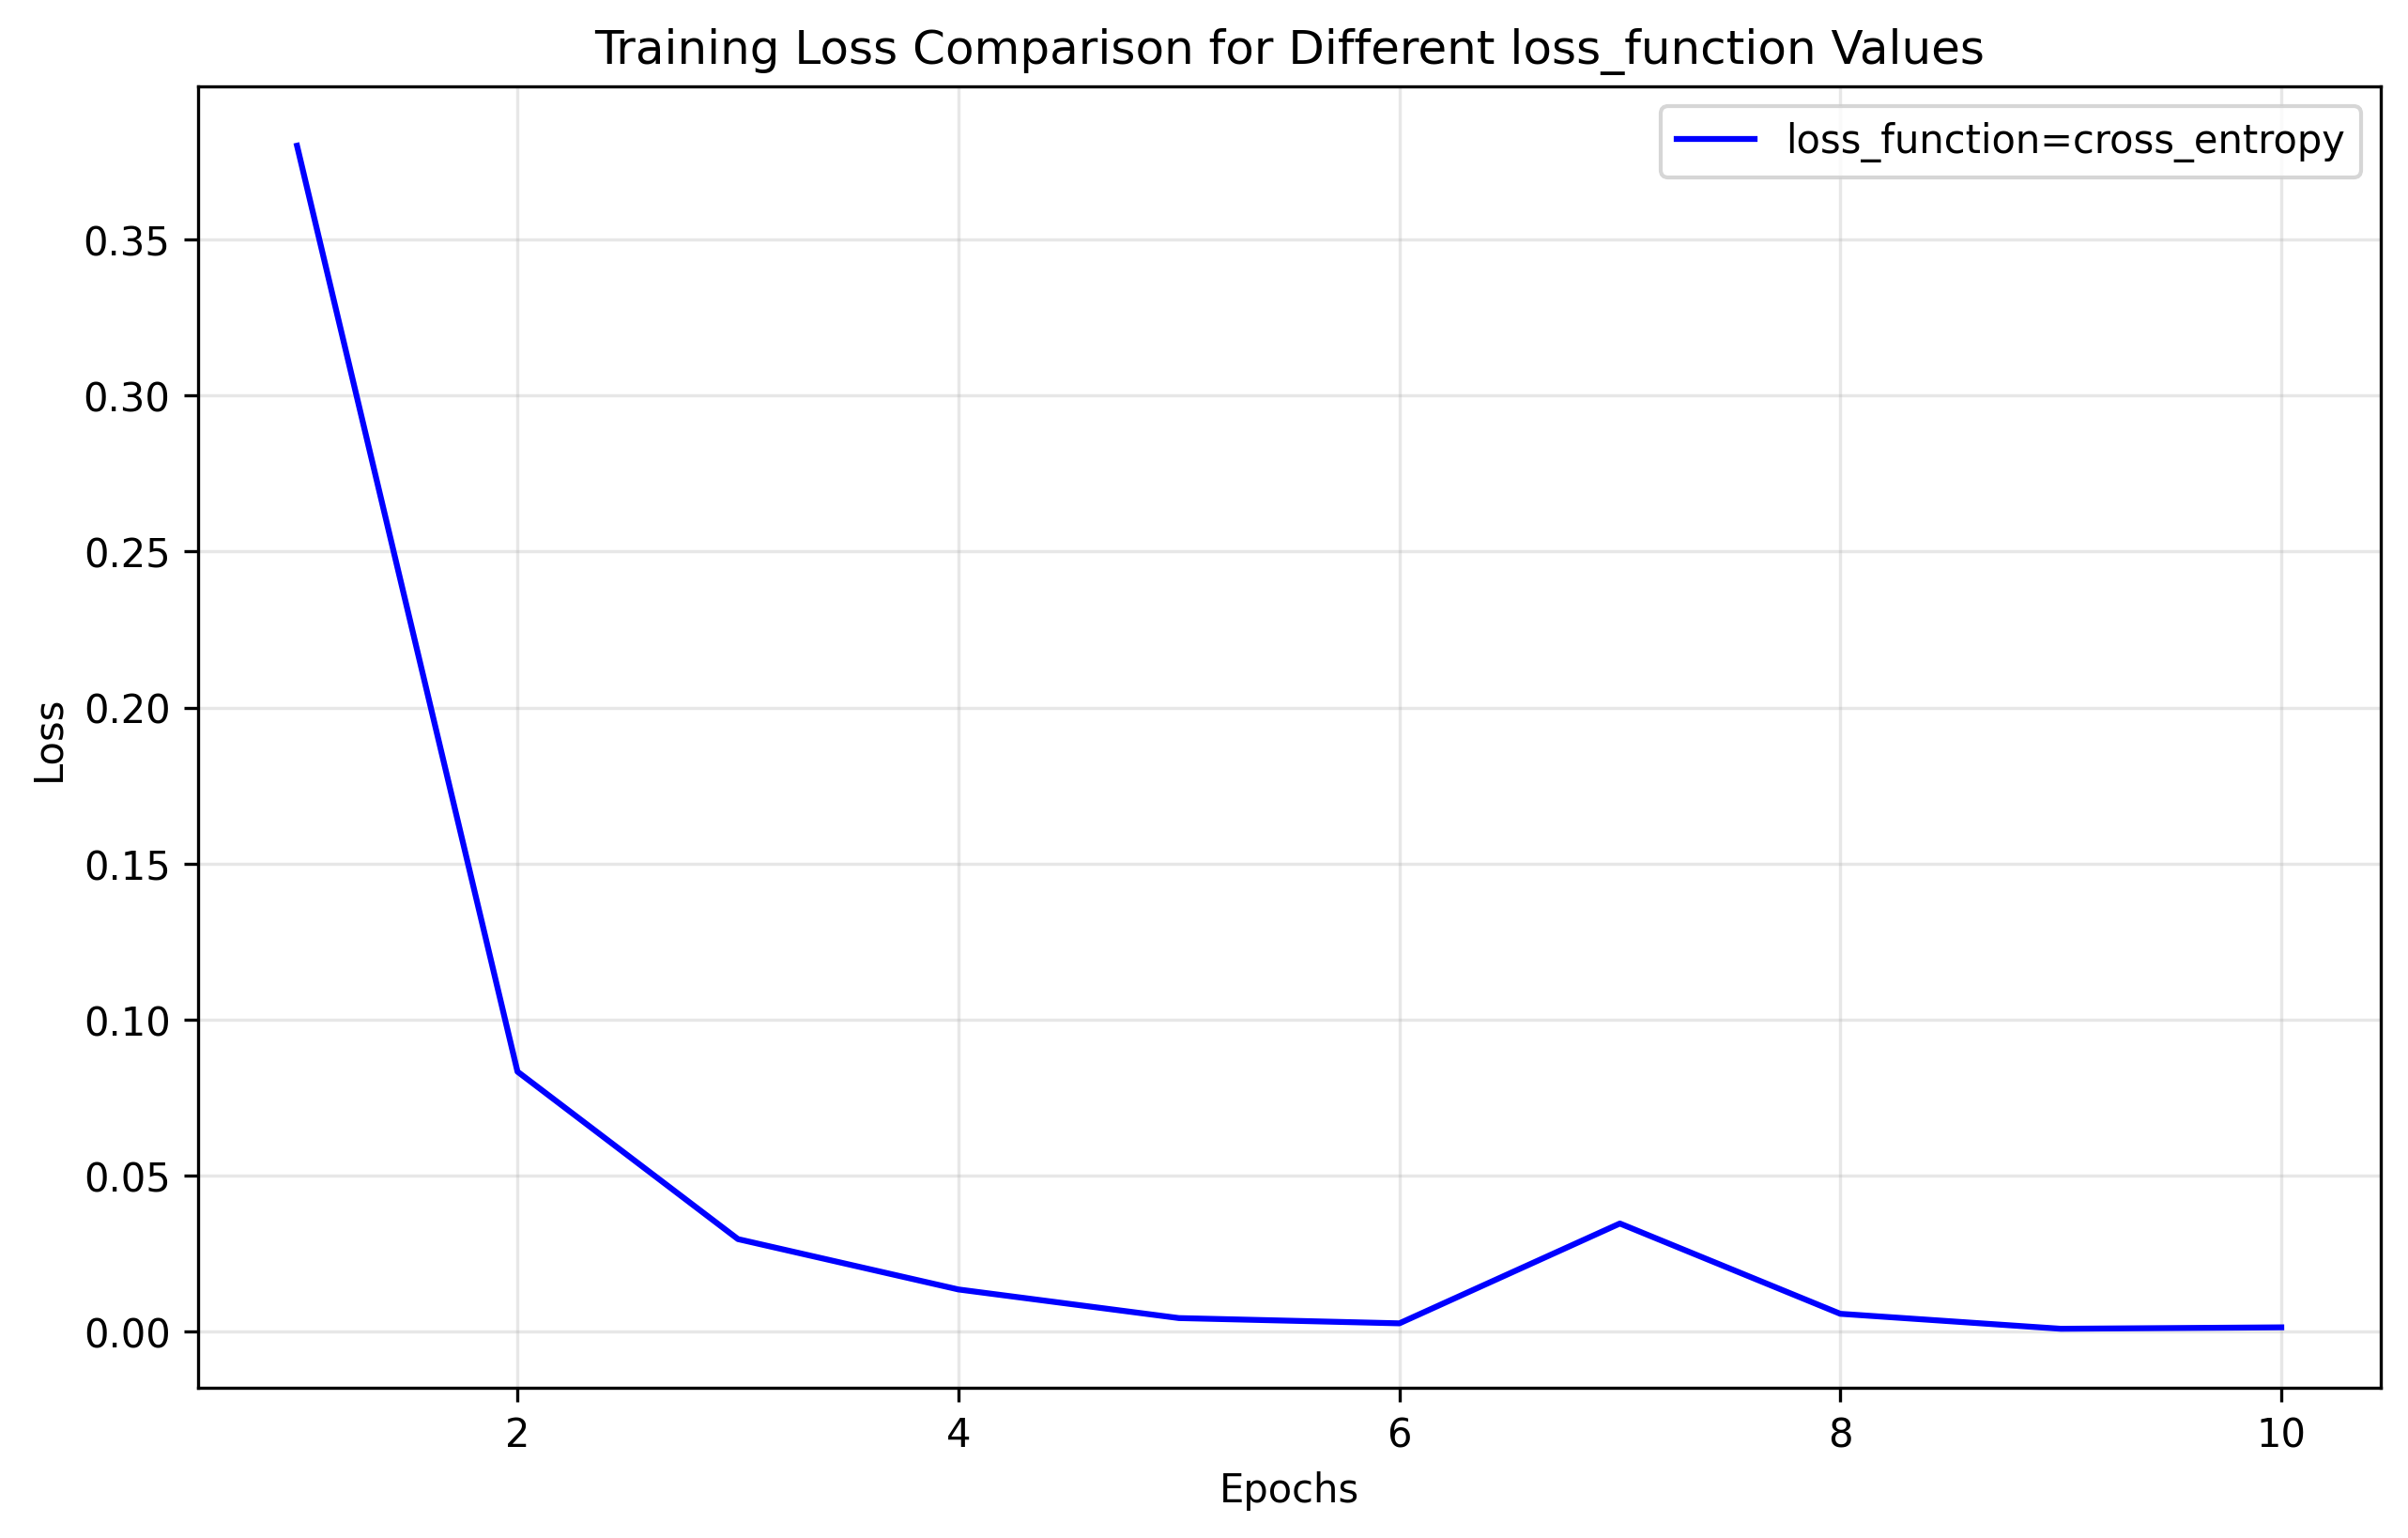 Training Loss Comparison for Different loss_function Values
loss_function=cross_entropy
0.35
0.30
0.25
0.20
0.15
0.10
0.05
0.00
Loss
2 4 6 8 10
Epochs